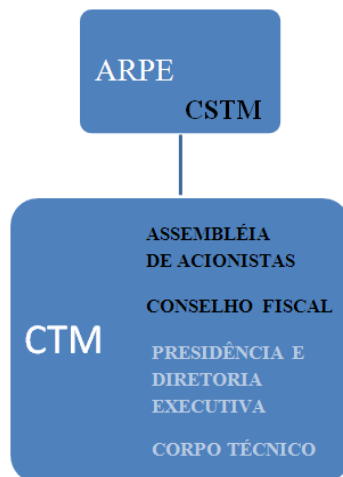 ARPE
CSTM
CTM
ASSEMBLÉIA
DE ACIONISTAS
CONSELHO FISCAL
PRESIDÊNCIA E
DIRETORIA
EXECUTIVA
CORPO TÉCNICO